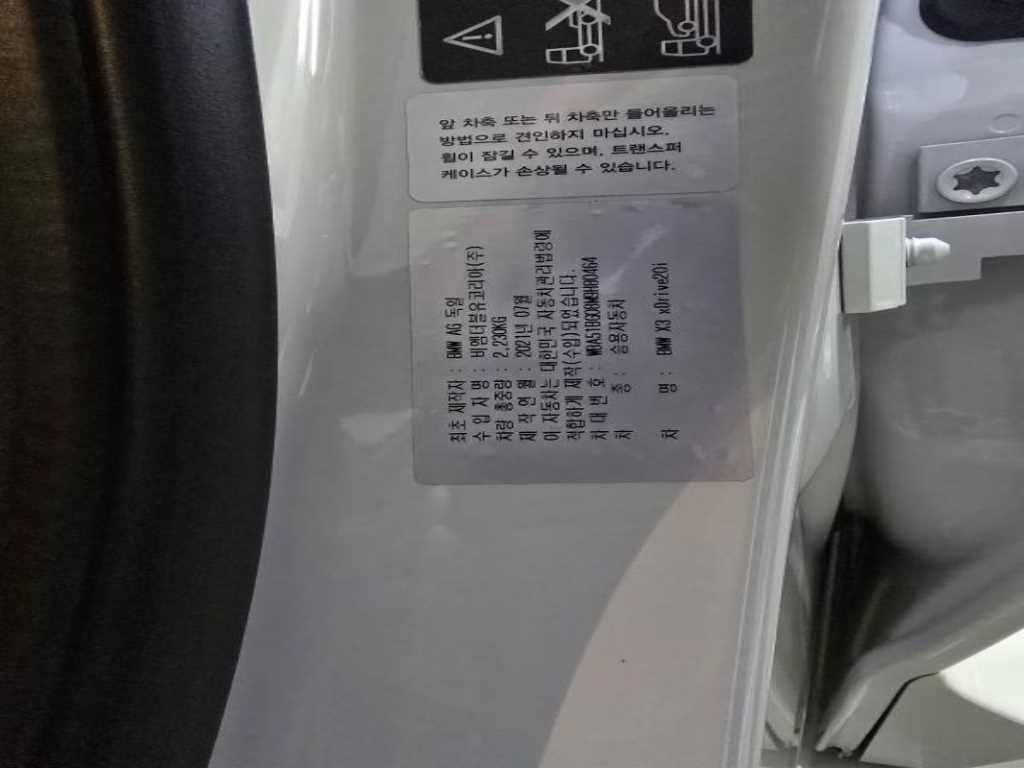 앞 차축 또는 뒤 차축만 들어올리는
방법으로 견인하지 마십시오.
휠이 잠길 수 있으며, 트랜스퍼
케이스가 손상될 수 있습니다.
최초 제작자 : BMW AG 독일
수 입 자 명 : 비엠더블유코리아(주)
차량 총중량 : 2,230KG
제 작 연 월 : 2021년 07월
이 자동차는 대한민국 자동차관리법령에
적합하게 제작(수입)되었습니다.
차 대 번 호 :
차 종 : 승용자동차
차 명 : BMW X3 xDrive20i